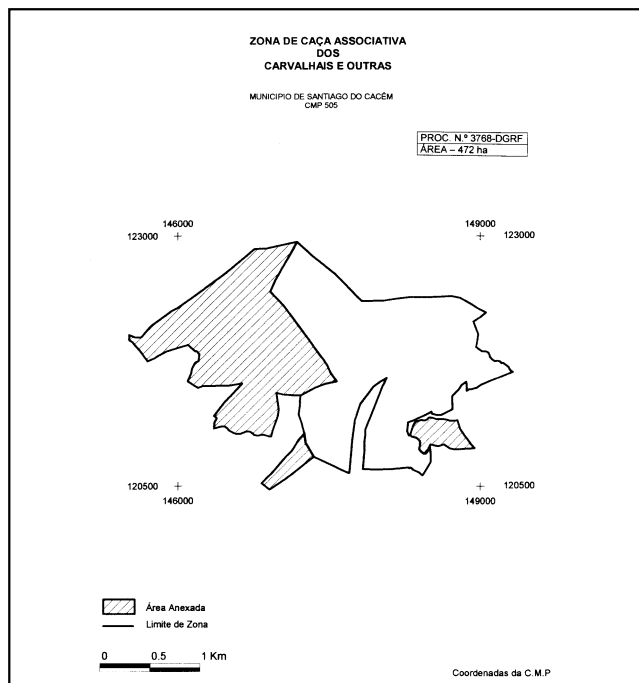 ZONA DE CAÇA ASSOCIATIVA
DOS
CARVALHAIS E OUTRAS
MUNICIPIO DE SANTIAGO DO CACÉM
CMP 505
PROC. N.º 3768-DGRF
ÁREA – 472 ha
146000 149000
123000 123000
120500 120500
146000 149000
Área Anexada
Limite de Zona
0 0.5 1 Km
Coordenadas da C.M.P